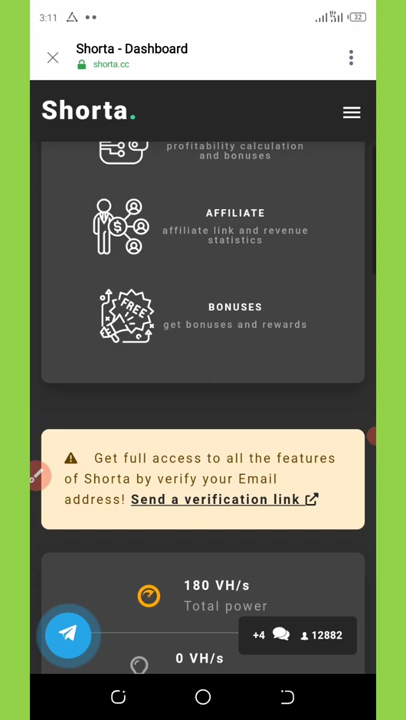 3:11
32
Shorta - Dashboard
shorta.cc
Shorta.
profitability calculation
and bonuses
AFFILIATE
affiliate link and revenue
statistics
FREE
BONUSES
get bonuses and rewards
Get full access to all the features
of Shorta by verify your Email
address! Send a verification link
180 VH/s
Total power
+4 12882
0 VH/s